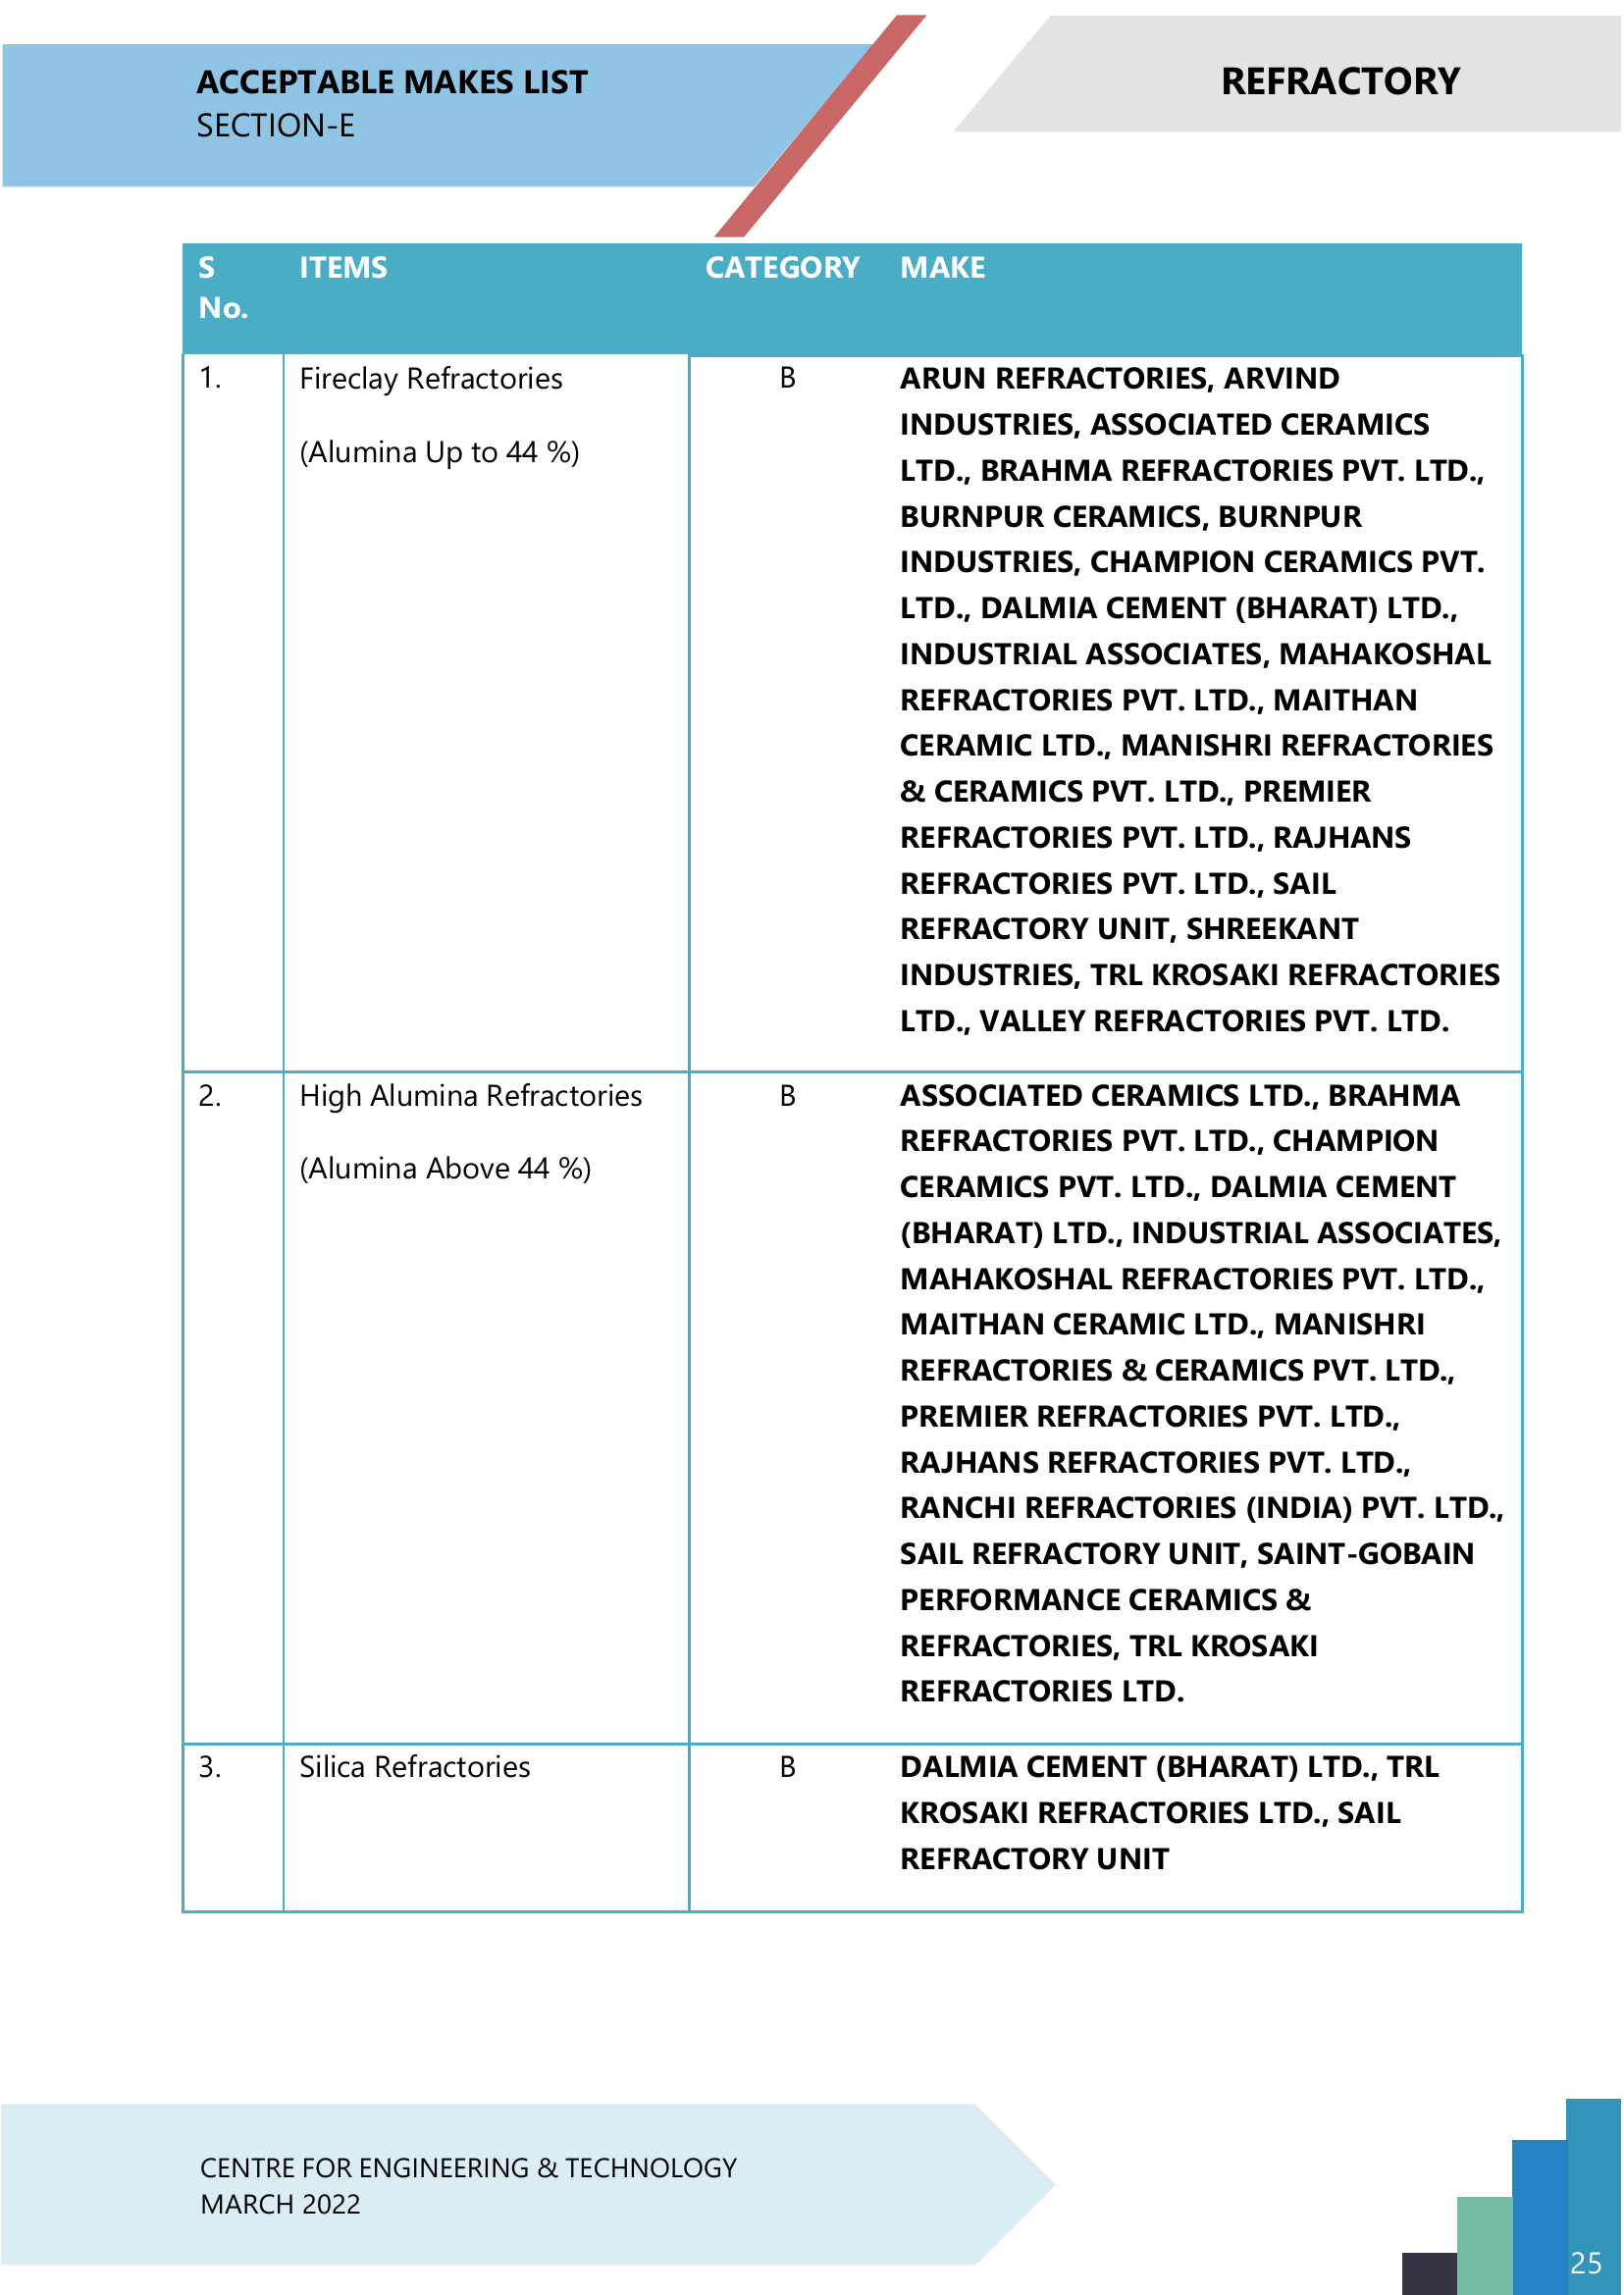 ACCEPTABLE MAKES LIST
SECTION-E
REFRACTORY
S
No.
ITEMS
CATEGORY
MAKE
1.
Fireclay Refractories
(Alumina Up to 44 %)
B
ARUN REFRACTORIES, ARVIND
INDUSTRIES, ASSOCIATED CERAMICS
LTD., BRAHMA REFRACTORIES PVT. LTD.,
BURNPUR CERAMICS, BURNPUR
INDUSTRIES, CHAMPION CERAMICS PVT.
LTD., DALMIA CEMENT (BHARAT) LTD.,
INDUSTRIAL ASSOCIATES, MAHAKOSHAL
REFRACTORIES PVT. LTD., MAITHAN
CERAMIC LTD., MANISHRI REFRACTORIES
& CERAMICS PVT. LTD., PREMIER
REFRACTORIES PVT. LTD., RAJHANS
REFRACTORIES PVT. LTD., SAIL
REFRACTORY UNIT, SHREEKANT
INDUSTRIES, TRL KROSAKI REFRACTORIES
LTD., VALLEY REFRACTORIES PVT. LTD.
2.
High Alumina Refractories
(Alumina Above 44 %)
B
ASSOCIATED CERAMICS LTD., BRAHMA
REFRACTORIES PVT. LTD., CHAMPION
CERAMICS PVT. LTD., DALMIA CEMENT
(BHARAT) LTD., INDUSTRIAL ASSOCIATES,
MAHAKOSHAL REFRACTORIES PVT. LTD.,
MAITHAN CERAMIC LTD., MANISHRI
REFRACTORIES & CERAMICS PVT. LTD.,
PREMIER REFRACTORIES PVT. LTD.,
RAJHANS REFRACTORIES PVT. LTD.,
RANCHI REFRACTORIES (INDIA) PVT. LTD.,
SAIL REFRACTORY UNIT, SAINT-GOBAIN
PERFORMANCE CERAMICS &
REFRACTORIES, TRL KROSAKI
REFRACTORIES LTD.
3.
Silica Refractories
B
DALMIA CEMENT (BHARAT) LTD., TRL
KROSAKI REFRACTORIES LTD., SAIL
REFRACTORY UNIT
CENTRE FOR ENGINEERING & TECHNOLOGY
MARCH 2022
25